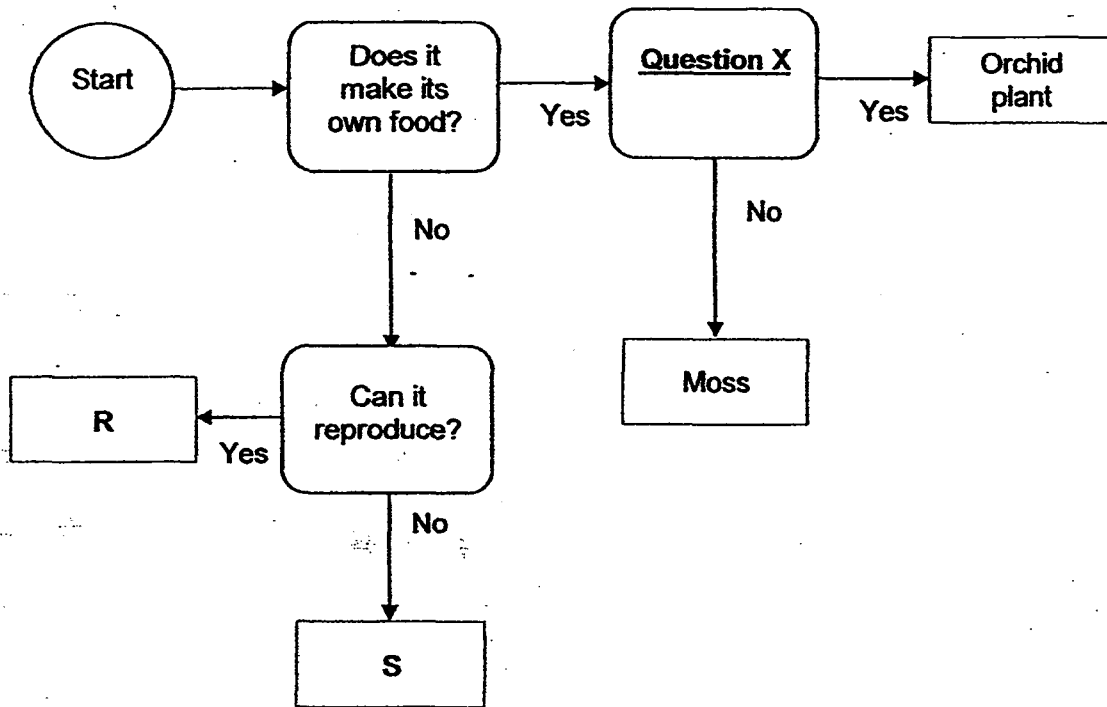 Start
Does it
make its
own food?
Yes
Question X
Yes
Orchid
plant
No
No
Moss
Can it
reproduce?
Yes
R
No
S